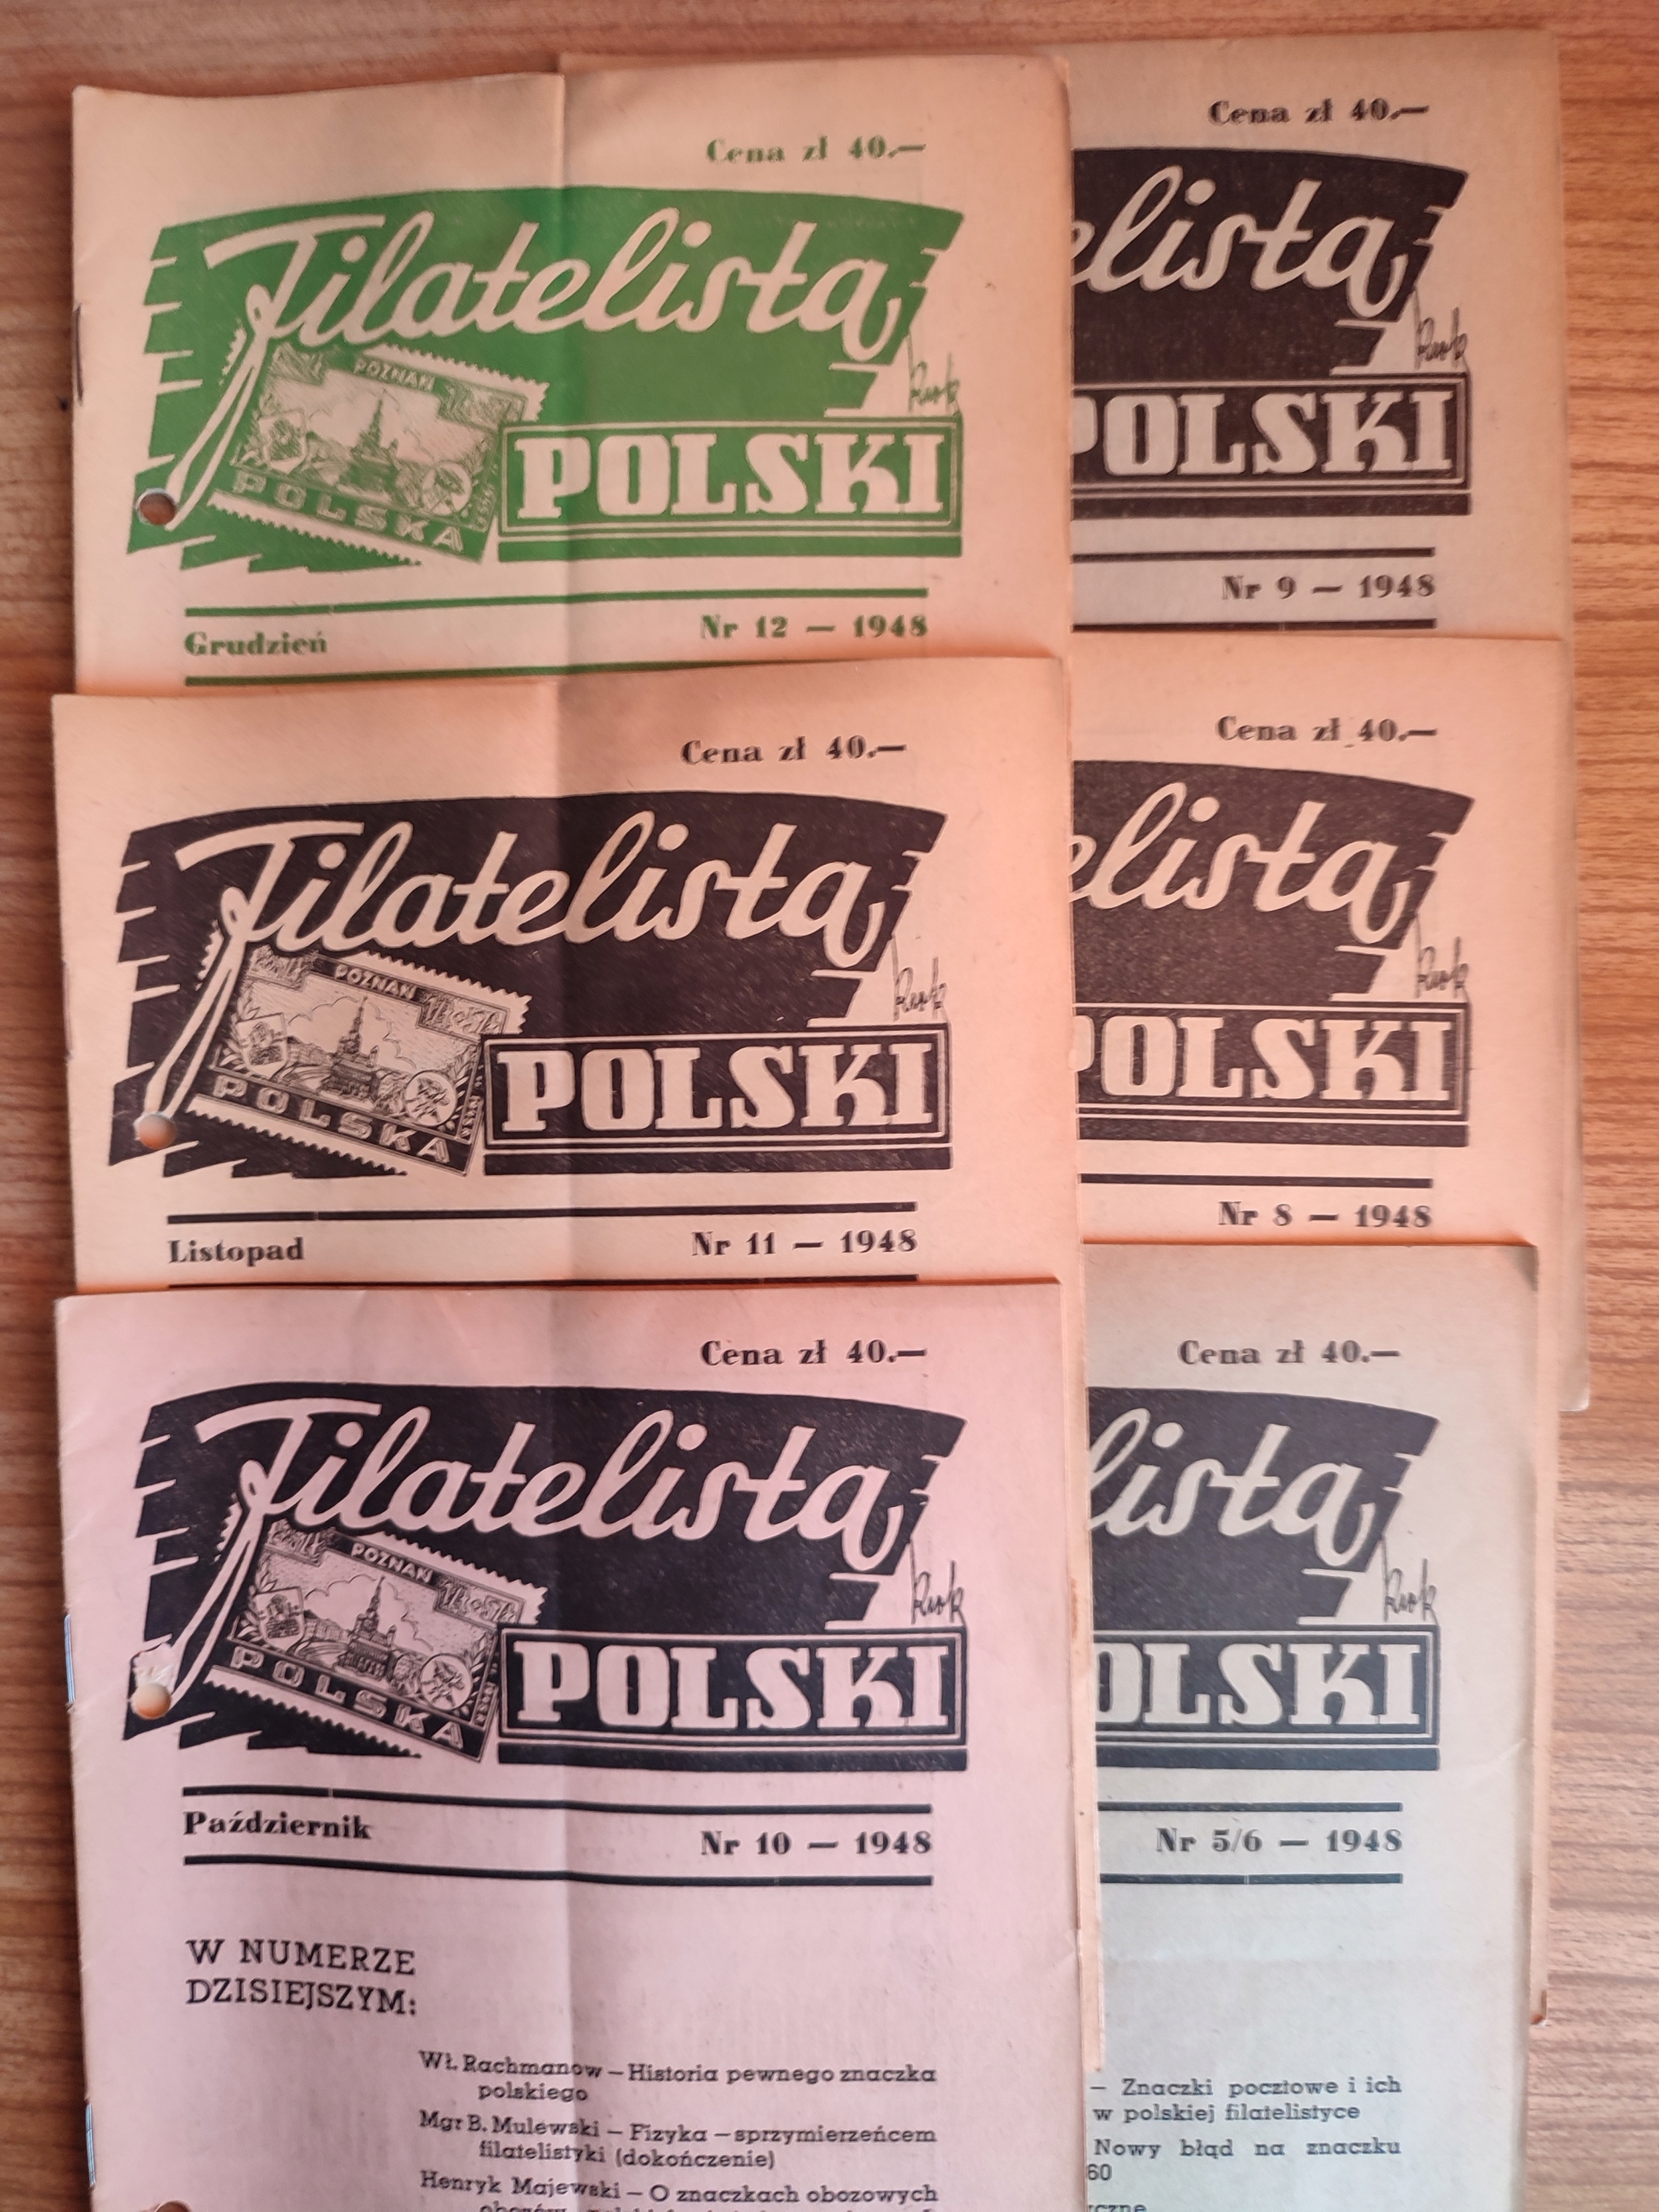 Cena zł 40.—
Filatelista
POZNAŃ
Kwok
POLSKI
POLSKA
Grudzień
Nr 12 — 1948
Cena zł 40.—
elista
POLSKI
Nr 9 — 1948
Cena zł 40.—
Filatelista
POZNAŃ
POLSKI
POLSKA
Listopad
Nr 11 — 1948
Cena zł 40.—
elista
POLSKI
Nr 8 — 1948
Cena zł 40.—
Filatelista
POZNAŃ
POLSKI
POLSKA
Październik
Nr 10 — 1948
W NUMERZE
DZISIEJSZYM:
Wł. Rachmanow — Historia pewnego znaczka
polskiego
Mgr B. Mulewski — Fizyka — sprzymierzeńcem
filatelistyki (dokończenie)
Henryk Majewski — O znaczkach obozowych
Cena zł 40.—
lista
OLSKI
Nr 5/6 — 1948
— Znaczki pocztowe i ich
w polskiej filatelistyce
Nowy błąd na znaczku
60